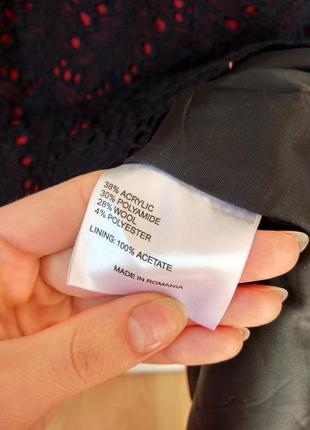 38% ACRYLIC
30% POLYAMIDE
28% WOOL
4% POLYESTER
LINING: 100% ACETATE
MADE IN ROMANIA